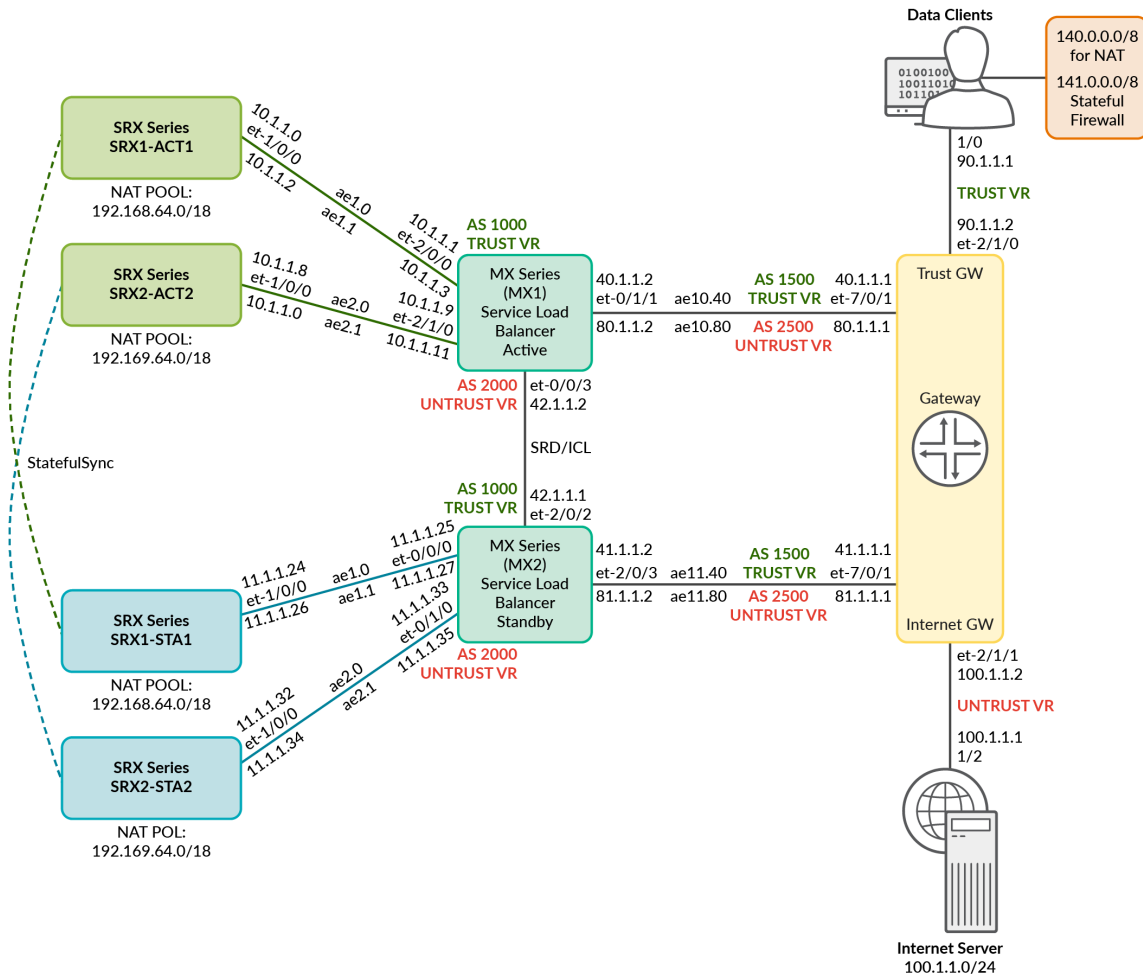 Data Clients
140.0.0.0/8
for NAT
141.0.0.0/8
Stateful
Firewall
0100100
10011010
10110
1/0
90.1.1.1
TRUST VR
90.1.1.2
et-2/1/0
SRX Series
SRX1-ACT1
NAT POOL:
192.168.64.0/18
10.1.1.0
et-1/0/0
10.1.1.2
ae1.0
ae1.1
10.1.1.1
et-2/0/0
10.1.1.3
SRX Series
SRX2-ACT2
NAT POOL:
192.169.64.0/18
10.1.1.8
et-1/0/0
10.1.1.0
ae2.0
ae2.1
10.1.1.9
et-2/1/0
10.1.1.11
AS 1000
TRUST VR
MX Series
(MX1)
Service Load
Balancer
Active
AS 2000
UNTRUST VR
40.1.1.2
et-0/1/1
80.1.1.2
ae10.40
ae10.80
AS 1500
TRUST VR
AS 2500
UNTRUST VR
40.1.1.1
et-7/0/1
80.1.1.1
Trust GW
Gateway
Internet GW
et-0/0/3
42.1.1.2
SRD/ICL
42.1.1.1
et-2/0/2
StatefulSync
AS 1000
TRUST VR
MX Series
(MX2)
Service Load
Balancer
Standby
AS 2000
UNTRUST VR
41.1.1.2
et-2/0/3
81.1.1.2
ae11.40
ae11.80
AS 1500
TRUST VR
AS 2500
UNTRUST VR
41.1.1.1
et-7/0/1
81.1.1.1
SRX Series
SRX1-STA1
NAT POOL:
192.168.64.0/18
11.1.1.24
et-1/0/0
11.1.1.26
ae1.0
ae1.1
11.1.1.25
et-0/0/0
11.1.1.27
SRX Series
SRX2-STA2
NAT POL:
192.169.64.0/18
11.1.1.32
et-1/0/0
11.1.1.34
ae2.0
ae2.1
11.1.1.33
et-0/1/0
11.1.1.35
et-2/1/1
100.1.1.2
UNTRUST VR
100.1.1.1
1/2
Internet Server
100.1.1.0/24